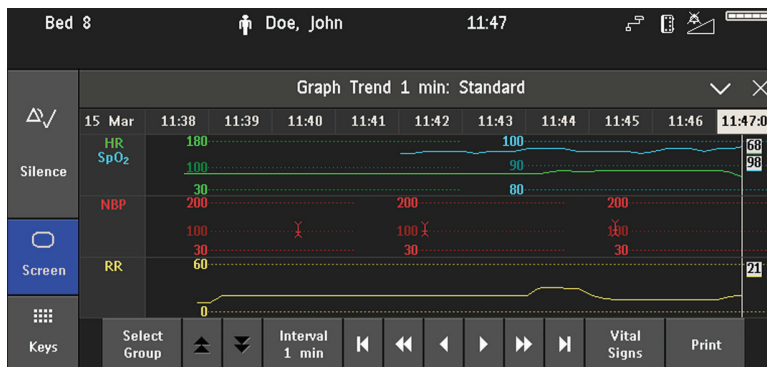 Bed 8 Doe, John 11:47
Graph Trend 1 min: Standard
Silence
Screen
Keys
15 Mar 11:38 11:39 11:40 11:41 11:42 11:43 11:44 11:45 11:46 11:47:0
HR 180 100 68
SpO₂ 98
100 90
30 80
NBP 200 200 200
100 100 100
30 30 30
RR 60 21
0
Select Group
Interval 1 min
Vital Signs
Print